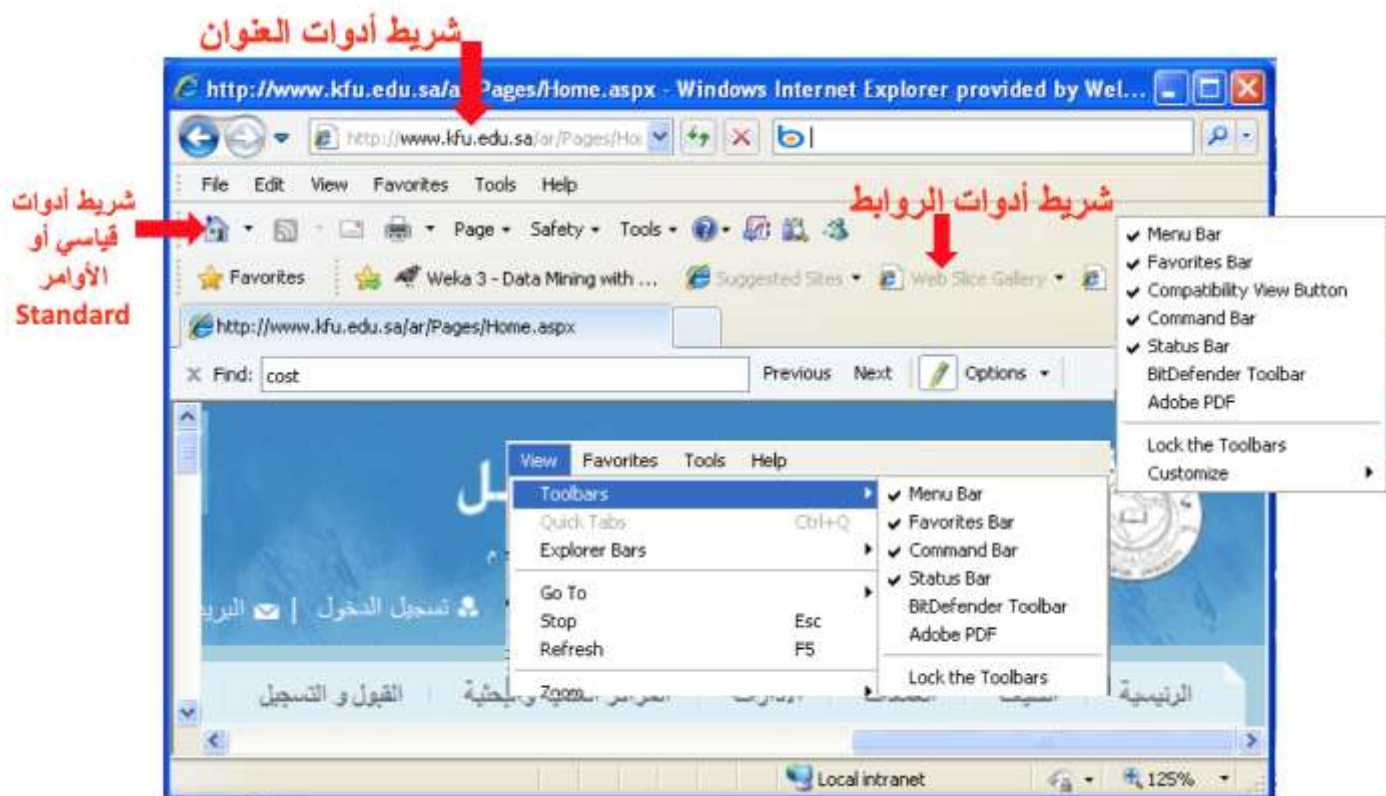 شريط أدوات العنوان
http://www.kfu.edu.sa/a Pages/Home.aspx - Windows Internet Explorer provided by Wel...
http://www.kfu.edu.sa/ar/Pages/Ho
File Edit View Favorites Tools Help
شريط أدوات الروابط
شريط أدوات
قياسي أو
الأوامر
Standard
Page Safety Tools
Favorites Weka 3 - Data Mining with ... Suggested Sites Web Slice Gallery
http://www.kfu.edu.sa/ar/Pages/Home.aspx
Find: cost Previous Next Options
Menu Bar
Favorites Bar
Compatibility View Button
Command Bar
Status Bar
BitDefender Toolbar
Adobe PDF
Lock the Toolbars
Customize
View Favorites Tools Help
Toolbars
Quick Tabs Ctrl+Q
Explorer Bars
Go To
Stop Esc
Refresh F5
Zoom
Menu Bar
Favorites Bar
Command Bar
Status Bar
BitDefender Toolbar
Adobe PDF
Lock the Toolbars
تسجيل الدخول | البريد
الرئيسية
القبول و التسجيل
Local intranet 125%